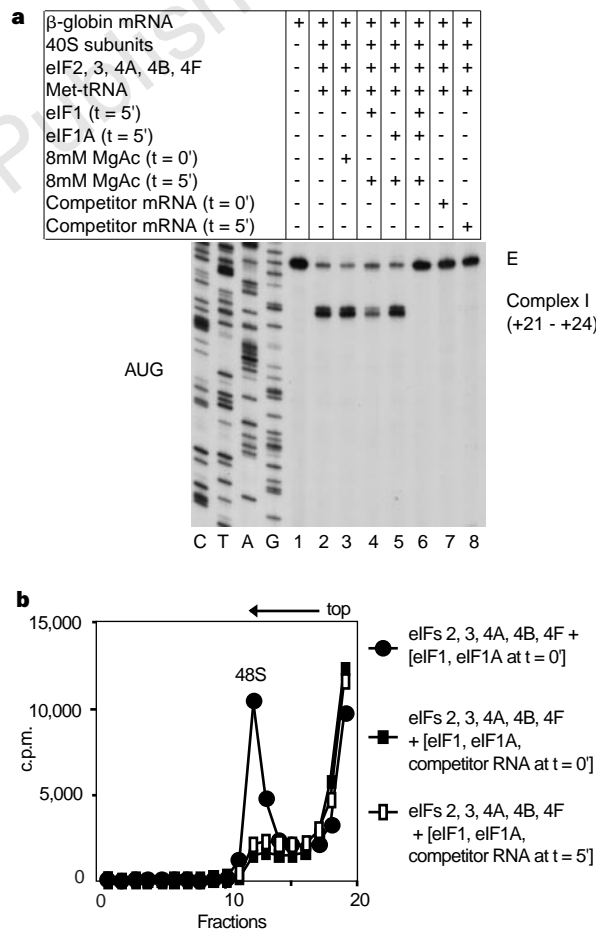 Publish
a
β-globin mRNA + + + + + + + +
40S subunits - + + + + + + +
eIF2, 3, 4A, 4B, 4F - + + + + + + +
Met-tRNA - + + + + + + +
eIF1 (t = 5') - - - + - + - -
eIF1A (t = 5') - - - - + + - -
8mM MgAc (t = 0') - - + - - - - -
8mM MgAc (t = 5') - - - + + + - -
Competitor mRNA (t = 0') - - - - - - + -
Competitor mRNA (t = 5') - - - - - - - +
E
Complex I
(+21 - +24)
AUG
C T A G 1 2 3 4 5 6 7 8
b
top
15,000
10,000
5,000
0
c.p.m.
48S
0 10 20
Fractions
eIFs 2, 3, 4A, 4B, 4F +
[eIF1, eIF1A at t = 0']
eIFs 2, 3, 4A, 4B, 4F
+ [eIF1, eIF1A,
competitor RNA at t = 0']
eIFs 2, 3, 4A, 4B, 4F
+ [eIF1, eIF1A,
competitor RNA at t = 5']